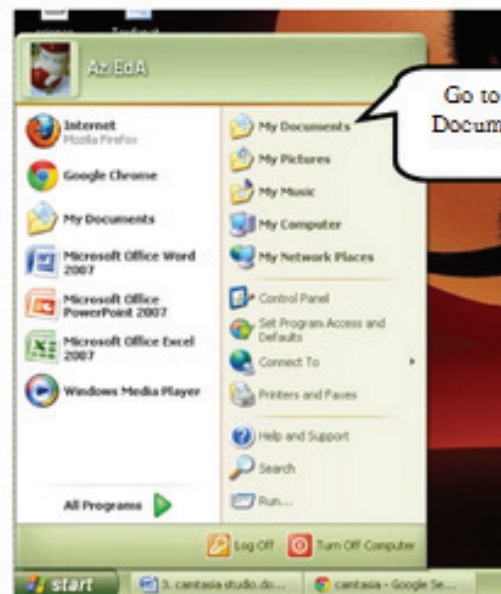 Az.Ed.A
Internet
Mozilla Firefox
Google Chrome
My Documents
Microsoft Office Word
2007
Microsoft Office
PowerPoint 2007
Microsoft Office Excel
2007
Windows Media Player
All Programs
My Documents
My Pictures
My Music
My Computer
My Network Places
Control Panel
Set Program Access and
Defaults
Connect To
Printers and Faxes
Help and Support
Search
Run...
Log Off
Turn Off Computer
Go to
Docum
start
3. camtasia studio.do...
camtasia - Google Se...